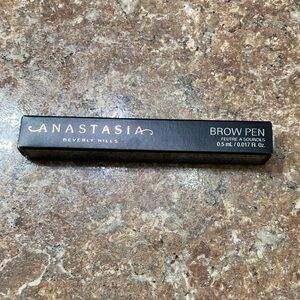 ANASTASIA
BEVERLY HILLS
BROW PEN
FEUTRE À SOURCILS
0.5 mL / 0.017 Fl. Oz.